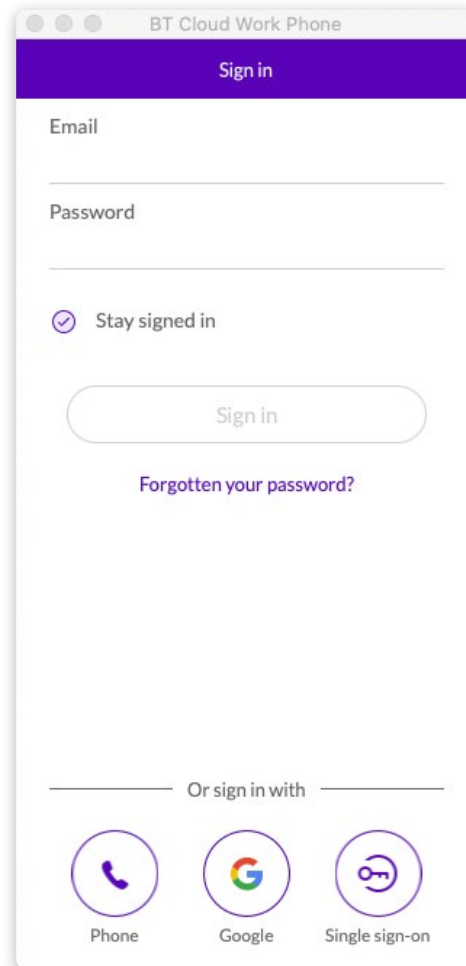 BT Cloud Work Phone
Sign in
Email
Password
Stay signed in
Sign in
Forgotten your password?
Or sign in with
Phone Google Single sign-on